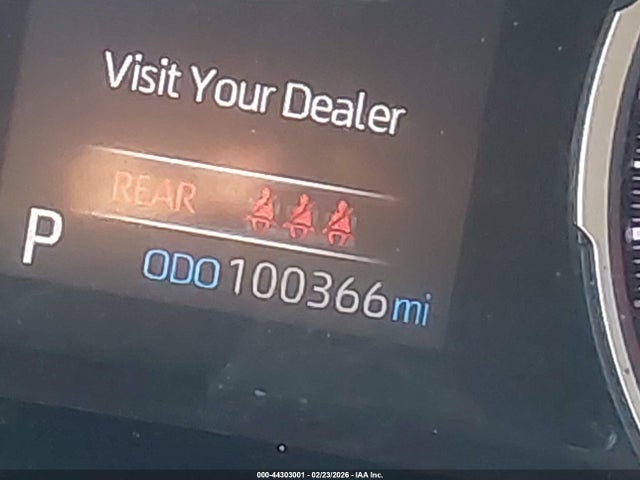 Visit Your Dealer
REAR
P
ODO 100366 mi
000-44303001 - 02/23/2026 - IAA Inc.